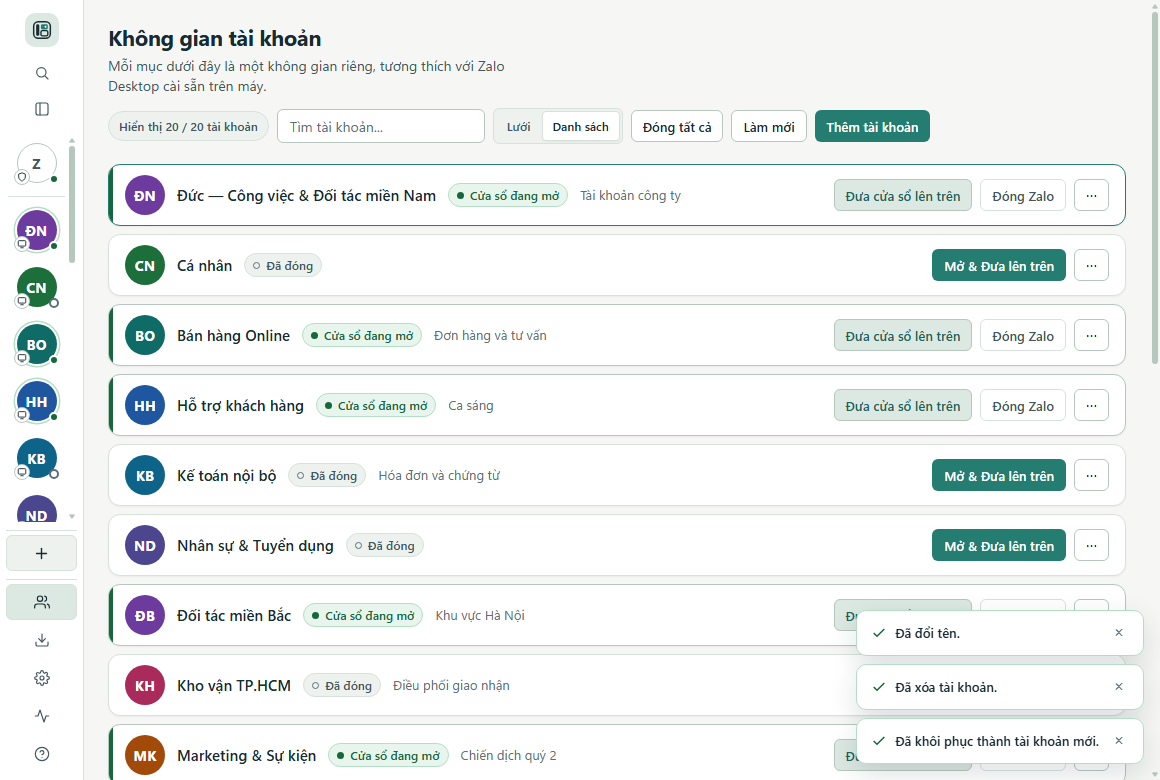 Không gian tài khoản
Mỗi mục dưới đây là một không gian riêng, tương thích với Zalo
Desktop cài sẵn trên máy.
Hiển thị 20 / 20 tài khoản
Tìm tài khoản...
Lưới
Danh sách
Đóng tất cả
Làm mới
Thêm tài khoản
Z
ĐN
CN
BO
HH
KB
ND
ĐN Đức — Công việc & Đối tác miền Nam Cửa sổ đang mở Tài khoản công ty Đưa cửa sổ lên trên Đóng Zalo ...
CN Cá nhân Đã đóng Mở & Đưa lên trên ...
BO Bán hàng Online Cửa sổ đang mở Đơn hàng và tư vấn Đưa cửa sổ lên trên Đóng Zalo ...
HH Hỗ trợ khách hàng Cửa sổ đang mở Ca sáng Đưa cửa sổ lên trên Đóng Zalo ...
KB Kế toán nội bộ Đã đóng Hóa đơn và chứng từ Mở & Đưa lên trên ...
ND Nhân sự & Tuyển dụng Đã đóng Mở & Đưa lên trên ...
ĐB Đối tác miền Bắc Cửa sổ đang mở Khu vực Hà Nội
KH Kho vận TP.HCM Đã đóng Điều phối giao nhận
MK Marketing & Sự kiện Cửa sổ đang mở Chiến dịch quý 2
Đã đổi tên.
Đã xóa tài khoản.
Đã khôi phục thành tài khoản mới.